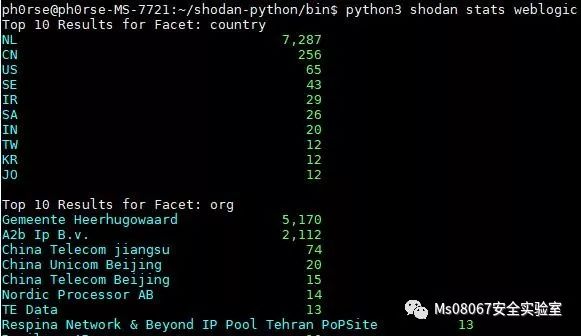 ph0rse@ph0rse-MS-7721:~/shodan-python/bin$ python3 shodan stats weblogic
Top 10 Results for Facet: country
NL 7,287
CN 256
US 65
SE 43
IR 29
SA 26
IN 20
TW 12
KR 12
JO 12
Top 10 Results for Facet: org
Gemeente Heerhugowaard 5,170
A2b Ip B.v. 2,112
China Telecom jiangsu 74
China Unicom Beijing 20
China Telecom Beijing 15
Nordic Processor AB 14
TE Data 13
Respina Network & Beyond IP Pool Tehran PoPSite 13
Ms08067安全实验室